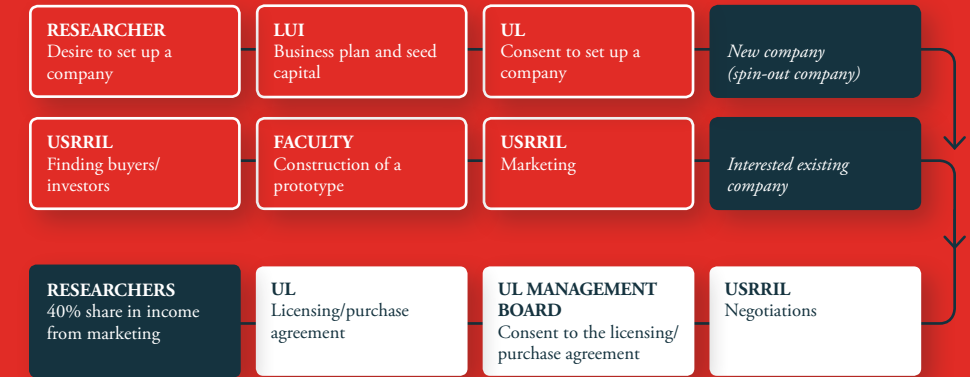 RESEARCHER
Desire to set up a
company
LUI
Business plan and seed
capital
UL
Consent to set up a
company
New company
(spin-out company)
USRRIL
Finding buyers/
investors
FACULTY
Construction of a
prototype
USRRIL
Marketing
Interested existing
company
RESEARCHERS
40% share in income
from marketing
UL
Licensing/purchase
agreement
UL MANAGEMENT
BOARD
Consent to the licensing/
purchase agreement
USRRIL
Negotiations